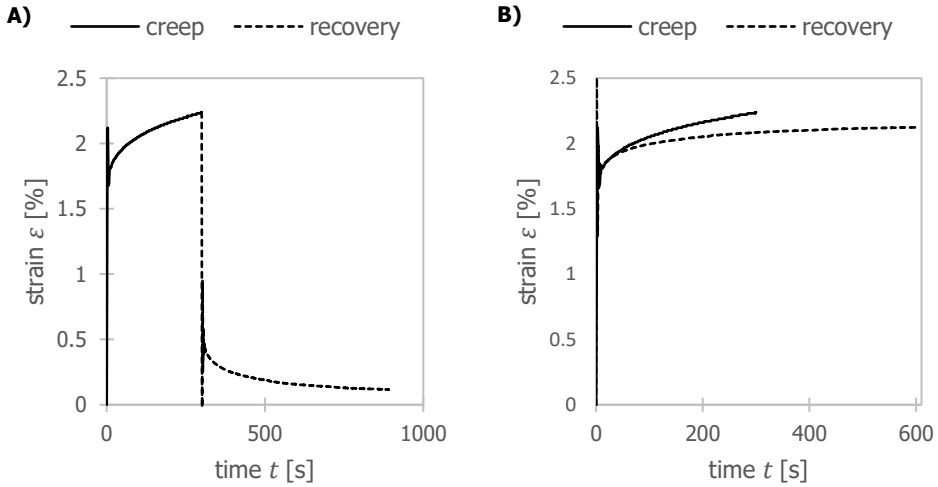 A)
creep recovery
2.5
2
1.5
1
0.5
0
0 500 1000
strain ε [%]
time t [s]
B)
creep recovery
2.5
2
1.5
1
0.5
0
0 200 400 600
strain ε [%]
time t [s]